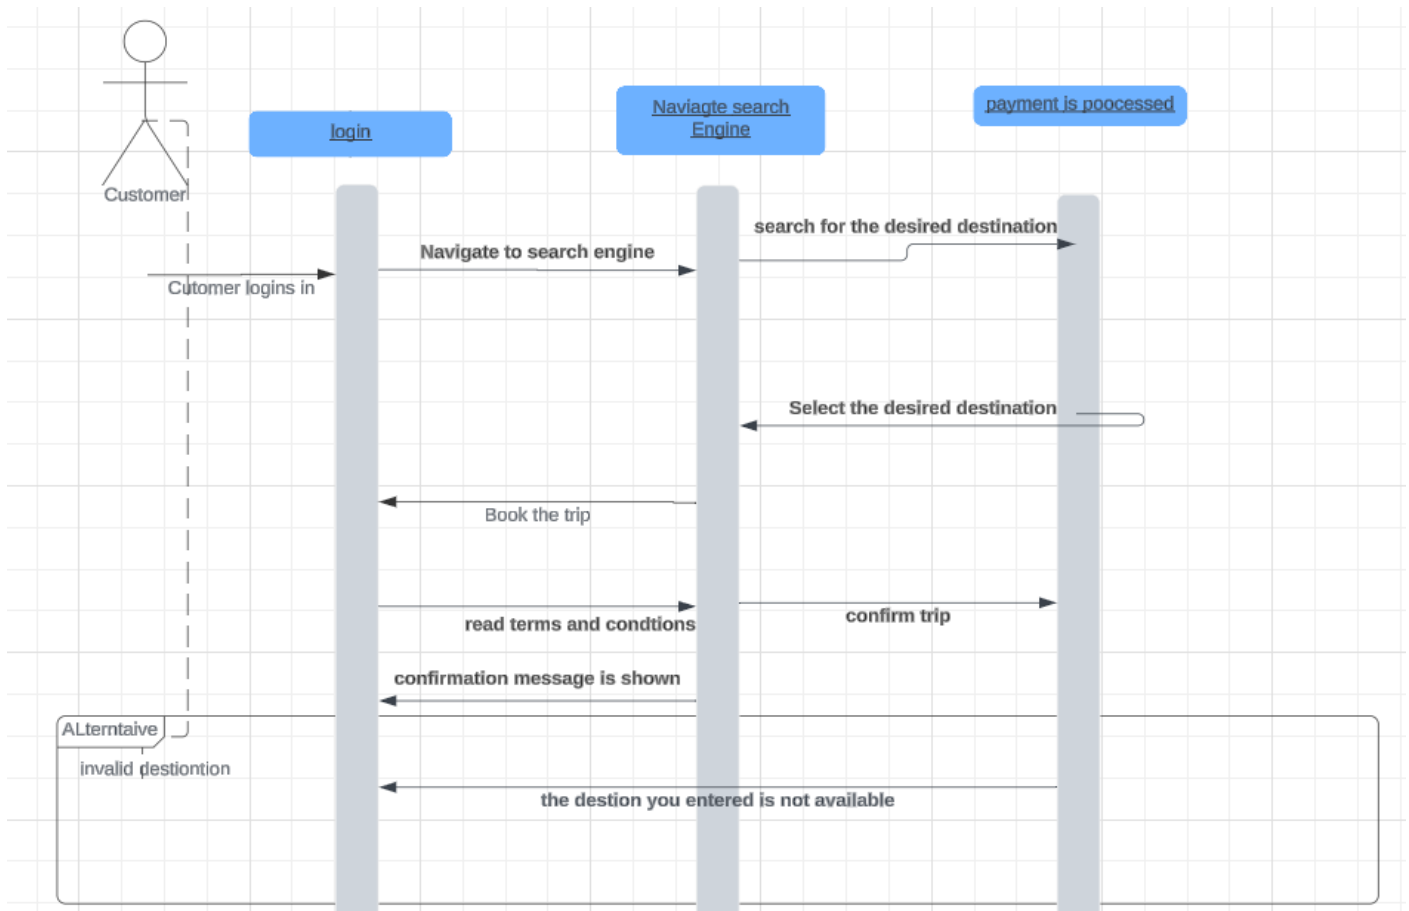 Customer
login
Naviagte search
Engine
payment is poocessed
search for the desired destination
Navigate to search engine
Cutomer logins in
Select the desired destination
Book the trip
read terms and condtions
confirm trip
confirmation message is shown
ALterntaive
invalid destiontion
the destion you entered is not available